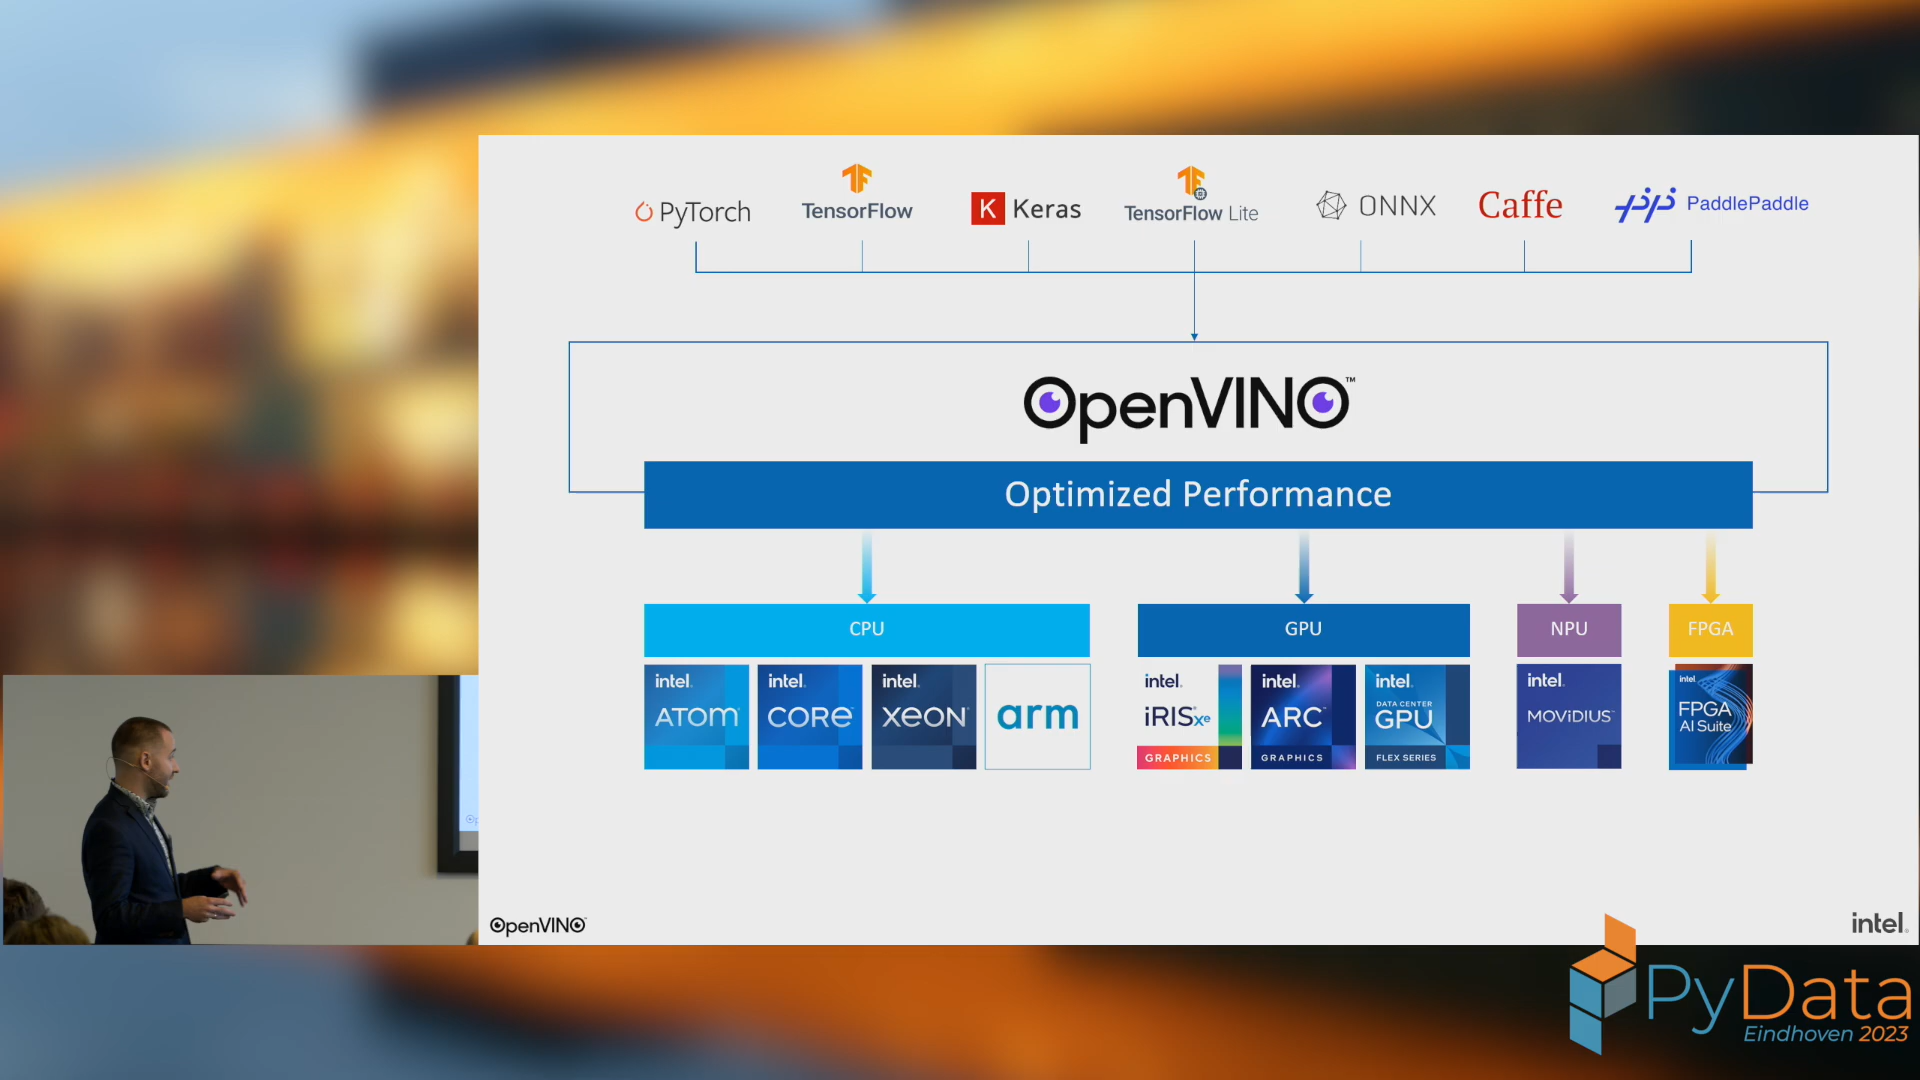 PyTorch
TensorFlow
K Keras
TensorFlow Lite
ONNX
Caffe
PaddlePaddle
OpenVINO™
Optimized Performance
CPU
GPU
NPU
FPGA
intel.
ATOM
intel.
CORE
intel.
XEON
arm
intel.
iRISxe
GRAPHICS
intel.
ARC
GRAPHICS
intel.
DATA CENTER
GPU
FLEX SERIES
intel.
MOVIDIUS
intel
FPGA
AI Suite
OpenVINO
intel.
PyData
Eindhoven 2023